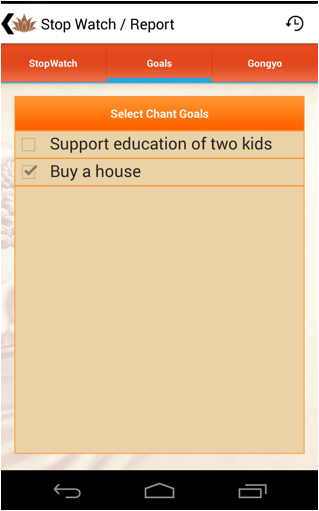 Stop Watch / Report
StopWatch
Goals
Gongyo
Select Chant Goals
Support education of two kids
Buy a house